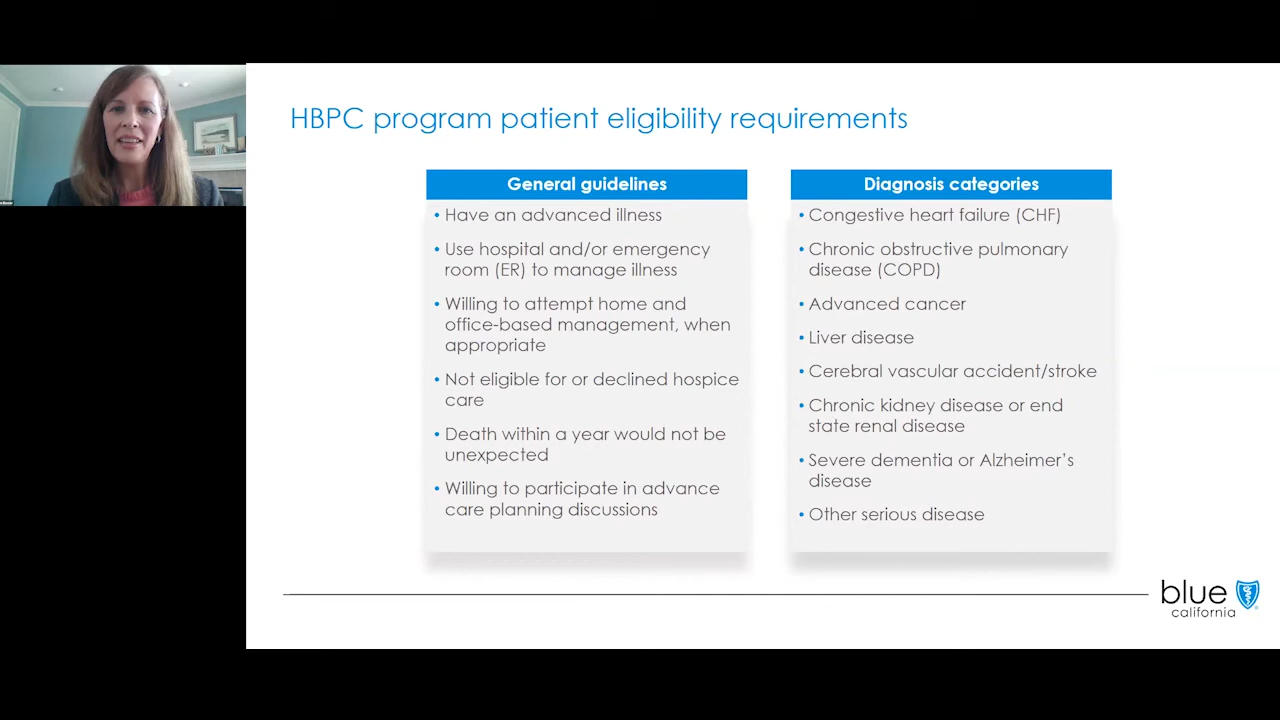 HBPC program patient eligibility requirements
General guidelines
• Have an advanced illness
• Use hospital and/or emergency
room (ER) to manage illness
• Willing to attempt home and
office-based management, when
appropriate
• Not eligible for or declined hospice
care
• Death within a year would not be
unexpected
• Willing to participate in advance
care planning discussions
Diagnosis categories
• Congestive heart failure (CHF)
• Chronic obstructive pulmonary
disease (COPD)
• Advanced cancer
• Liver disease
• Cerebral vascular accident/stroke
• Chronic kidney disease or end
state renal disease
• Severe dementia or Alzheimer's
disease
• Other serious disease
blue
california